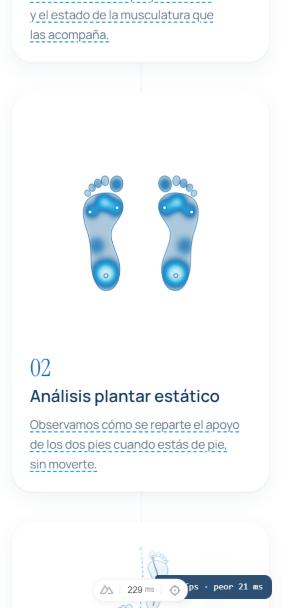 y el estado de la musculatura que
las acompaña.
02
Análisis plantar estático
Observamos cómo se reparte el apoyo
de los dos pies cuando estás de pie,
sin moverte.
229 ms
· peor 21 ms